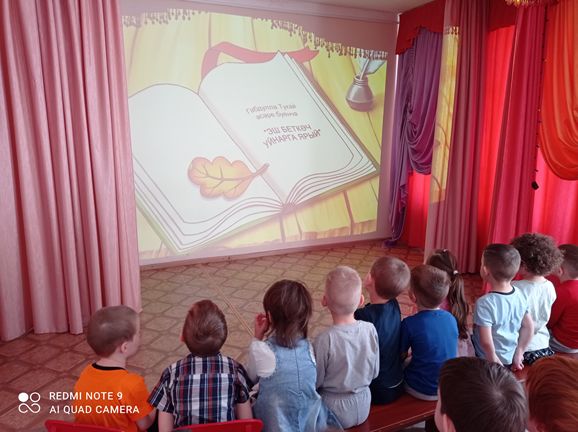 Габдулла Тукай
әсәре буенча
"ЭШ БЕТКӘЧ
УЙНАРГА ЯРЫЙ"
REDMI NOTE 9
AI QUAD CAMERA